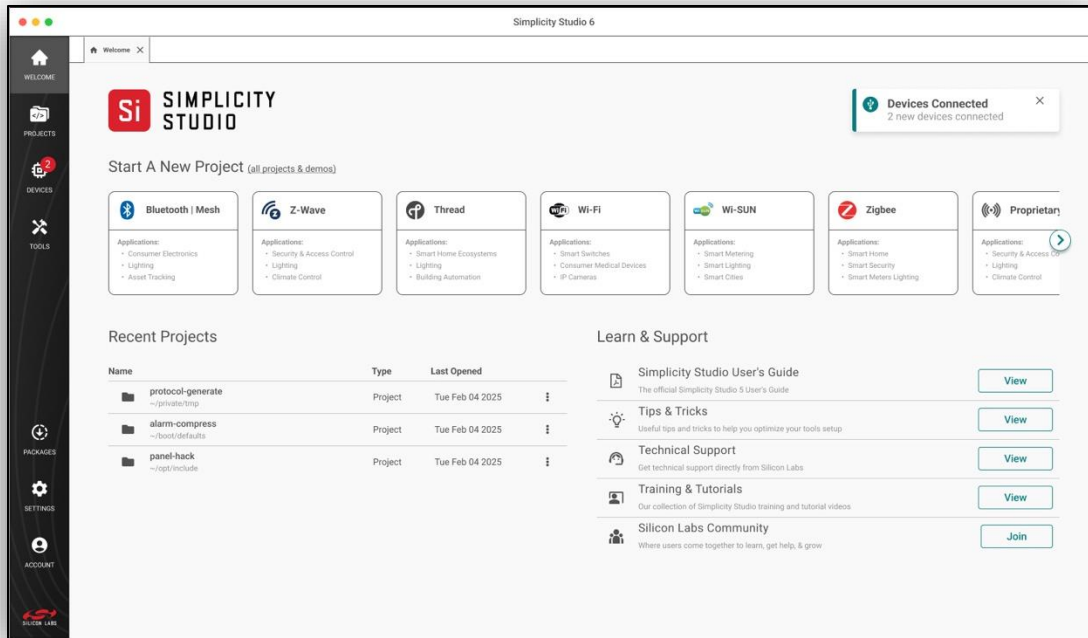 Simplicity Studio 6
Welcome
WELCOME
PROJECTS
2
DEVICES
TOOLS
PACKAGES
SETTINGS
ACCOUNT
SILICON LABS
Si SIMPLICITY
STUDIO
Devices Connected
2 new devices connected
Start A New Project (all projects & demos)
Bluetooth | Mesh
Applications:
Consumer Electronics
Lighting
Asset Tracking
Z-Wave
Applications:
Security & Access Control
Lighting
Climate Control
Thread
Applications:
Smart Home Ecosystems
Lighting
Building Automation
WiFi Wi-Fi
Applications:
Smart Switches
Consumer Medical Devices
IP Cameras
Wi-SUN
Applications:
Smart Metering
Smart Lighting
Smart Cities
Zigbee
Applications:
Smart Home
Smart Security
Smart Meters Lighting
Proprietary
Applications:
Security & Access Co
Lighting
Climate Control
Recent Projects
Name Type Last Opened
protocol-generate Project Tue Feb 04 2025
~/private/tmp
alarm-compress Project Tue Feb 04 2025
~/boot/defaults
panel-hack Project Tue Feb 04 2025
~/opt/include
Learn & Support
Simplicity Studio User's Guide
The official Simplicity Studio 5 User's Guide
View
Tips & Tricks
Useful tips and tricks to help you optimize your tools setup
View
Technical Support
Get technical support directly from Silicon Labs
View
Training & Tutorials
Our collection of Simplicity Studio training and tutorial videos
View
Silicon Labs Community
Where users come together to learn, get help, & grow
Join